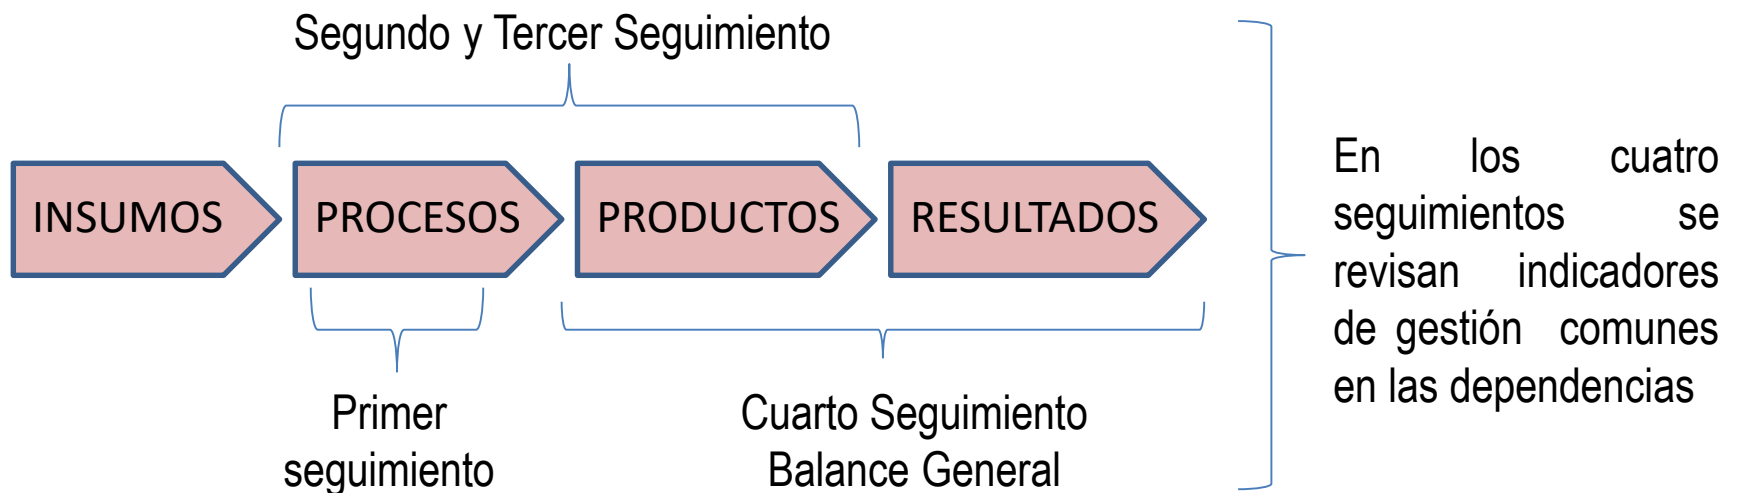 Segundo y Tercer Seguimiento
INSUMOS
PROCESOS
PRODUCTOS
RESULTADOS
Primer
seguimiento
Cuarto Seguimiento
Balance General
En los cuatro
seguimientos se
revisan indicadores
de gestión comunes
en las dependencias